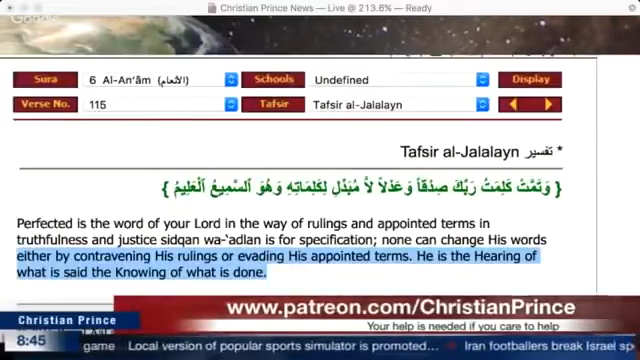 Christian Prince News — Live @ 213.6% — Ready
Google
Sura 6 Al-An'âm (الأنعام) Schools Undefined Display
Verse No. 115 Tafsir Tafsir al-Jalalayn
* تفسير Tafsir al-Jalalayn
{ وَتَمَّتْ كَلِمَتُ رَبِّكَ صِدْقاً وَعَدْلاً لاَّ مُبَدِّلِ لِكَلِمَاتِهِ وَهُوَ ٱلسَّمِيعُ ٱلْعَلِيمُ }
Perfected is the word of your Lord in the way of rulings and appointed terms in
truthfulness and justice sidqan wa-'adlan is for specification; none can change His words
either by contravening His rulings or evading His appointed terms. He is the Hearing of
what is said the Knowing of what is done.
www.patreon.com/ChristianPrince
Christian Prince
Your help is needed if you care to help
8:45 game Local version of popular sports simulator is promoted... Iran footballers break Israel sp